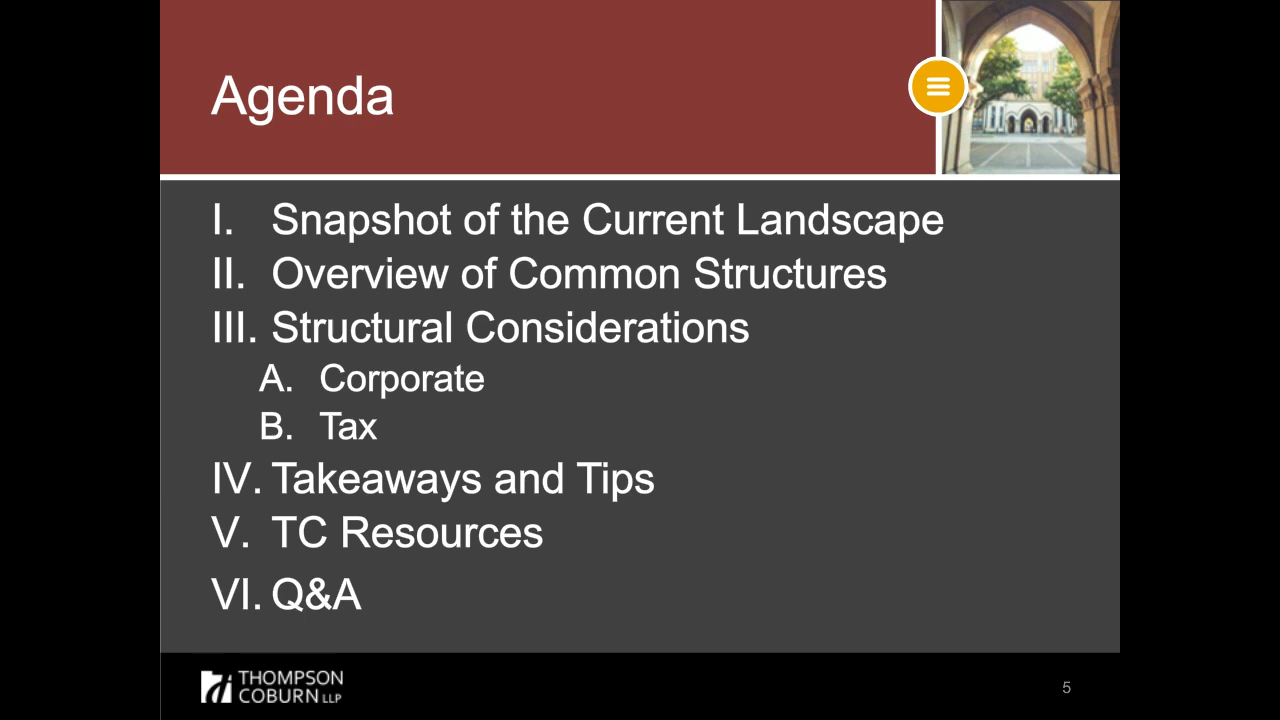 Agenda
I. Snapshot of the Current Landscape
II. Overview of Common Structures
III. Structural Considerations
A. Corporate
B. Tax
IV. Takeaways and Tips
V. TC Resources
VI. Q&A
THOMPSON
COBURN LLP
5